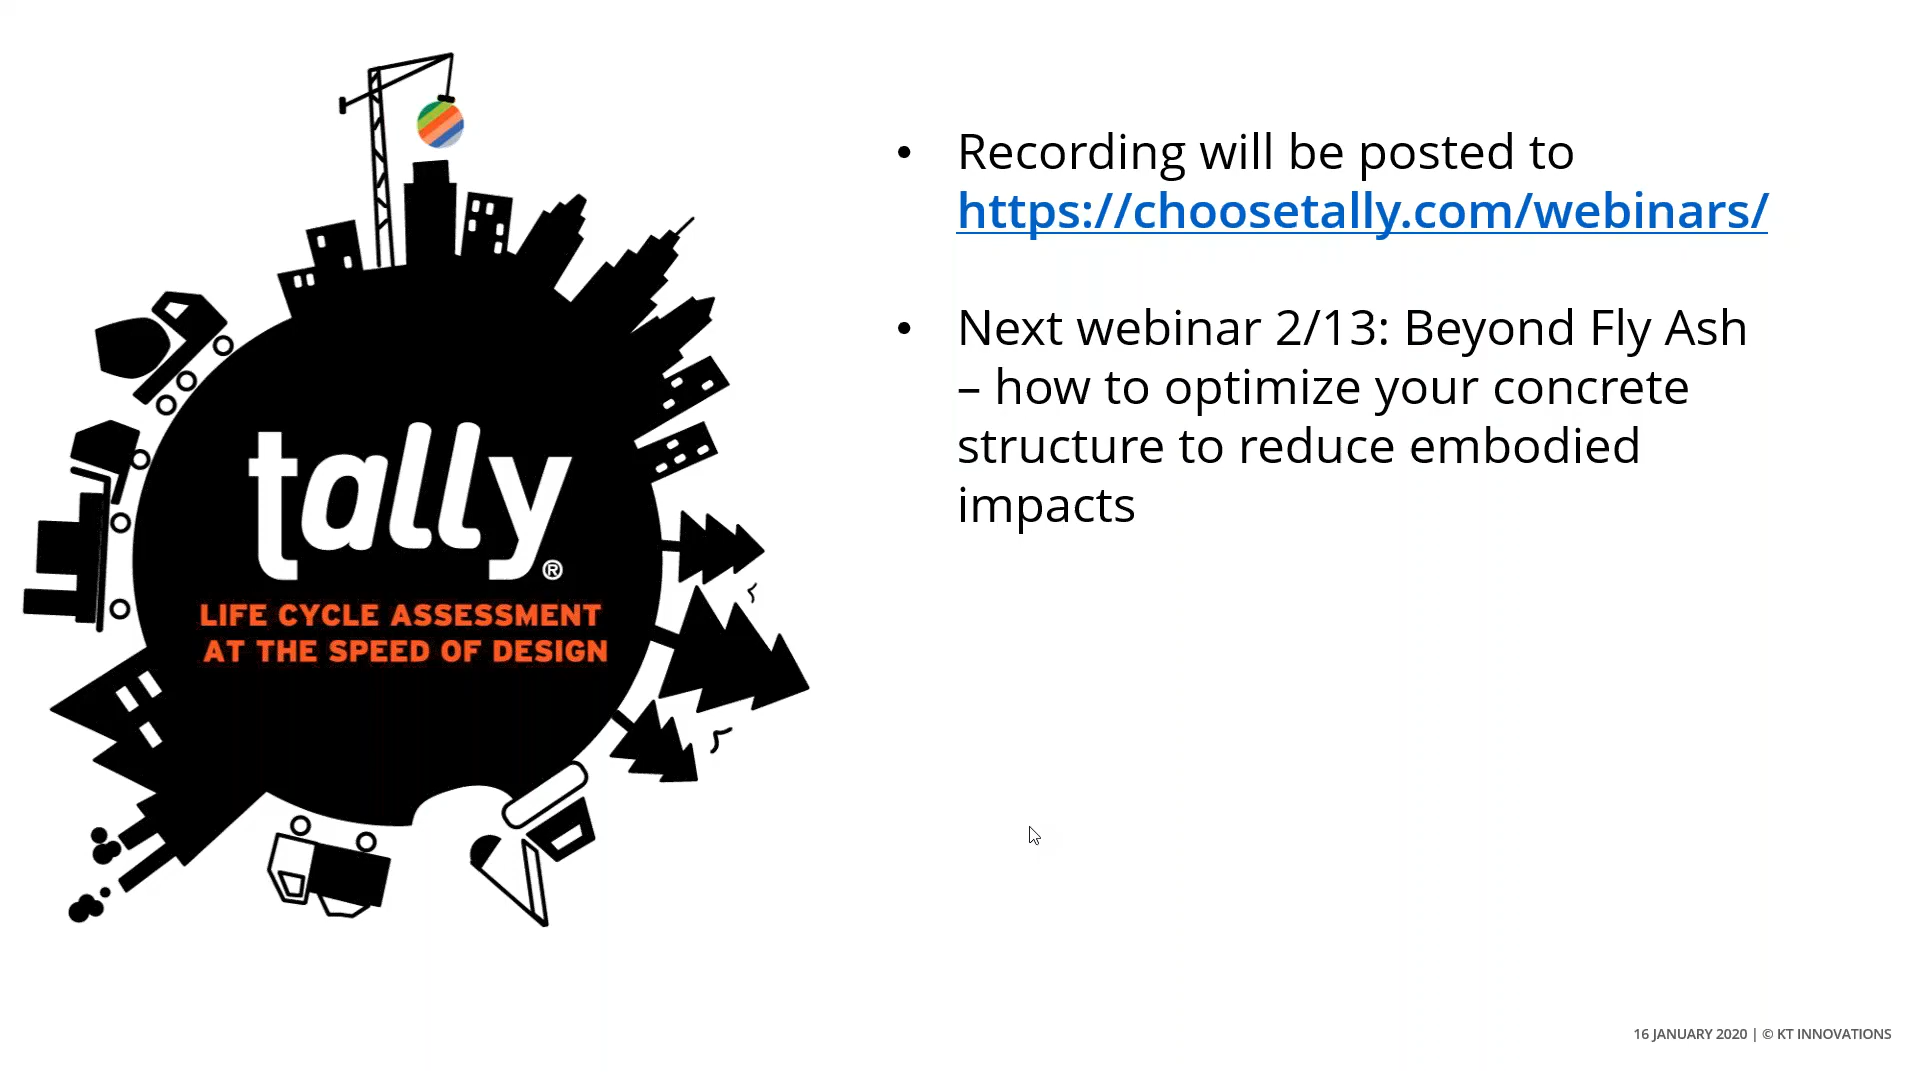 tally®
LIFE CYCLE ASSESSMENT
AT THE SPEED OF DESIGN
• Recording will be posted to
https://choosetally.com/webinars/
• Next webinar 2/13: Beyond Fly Ash
– how to optimize your concrete
structure to reduce embodied
impacts
16 JANUARY 2020 | © KT INNOVATIONS